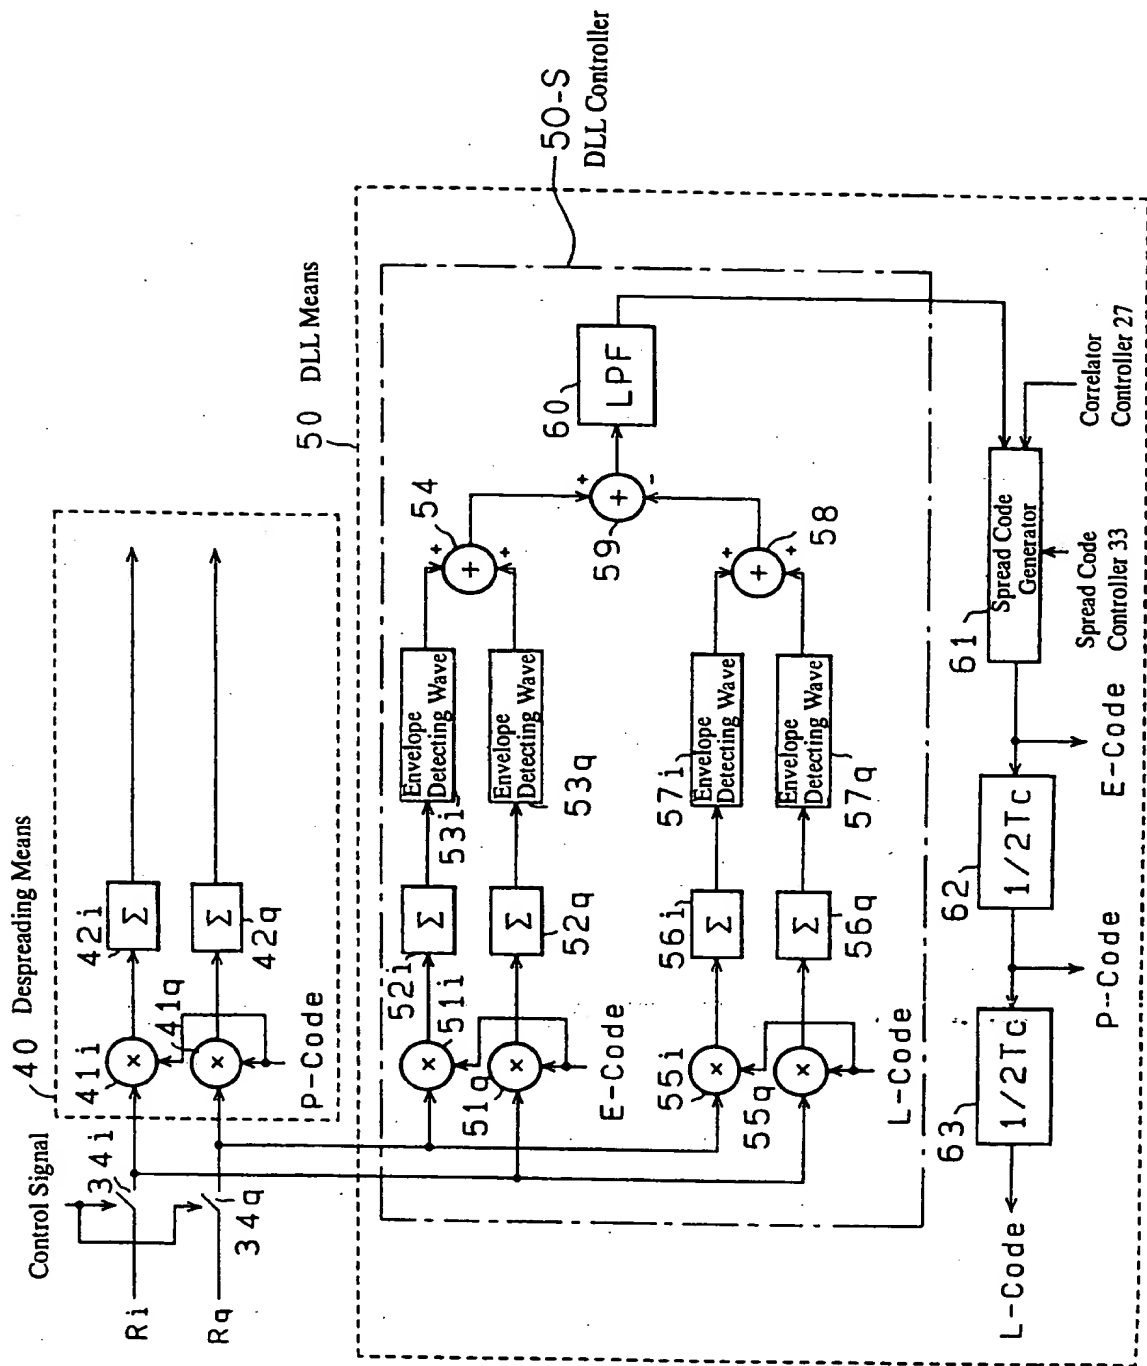 Control Signal
40 Despreading Means
34i
34q
Ri
Rq
41i
×
41q
×
42i
Σ
42q
Σ
P-Code
50 DLL Means
50-S
DLL Controller
51i
×
51q
×
52i
Σ
52q
Σ
53i
Envelope
Detecting Wave
53q
Envelope
Detecting Wave
54
+
+
+
E-Code
55i
×
55q
×
56i
Σ
56q
Σ
57i
Envelope
Detecting Wave
57q
Envelope
Detecting Wave
58
+
+
+
L-Code
59
+
+
-
60
LPF
61
Spread Code
Generator
Spread Code
Controller 33
Correlator
Controller 27
E-Code
62
1/2Tc
P-Code
63
1/2Tc
L-Code